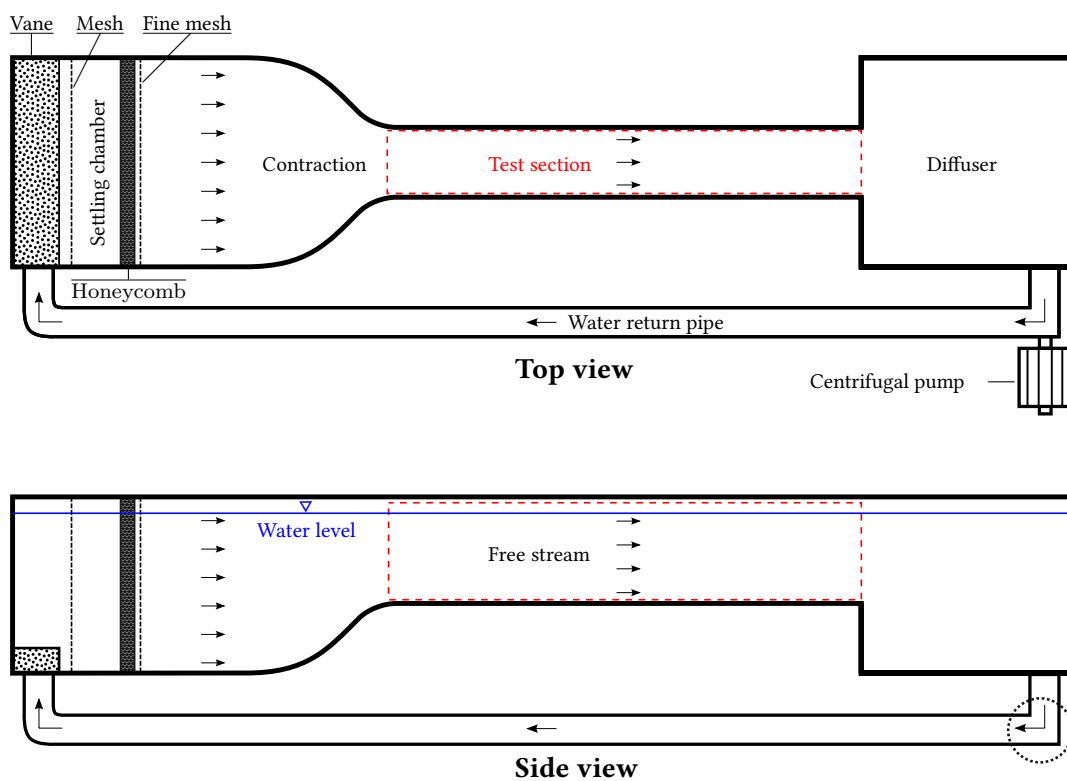 Vane
Mesh
Fine mesh
Settling chamber
Contraction
Test section
Diffuser
Honeycomb
Water return pipe
Top view
Centrifugal pump
Water level
Free stream
Side view